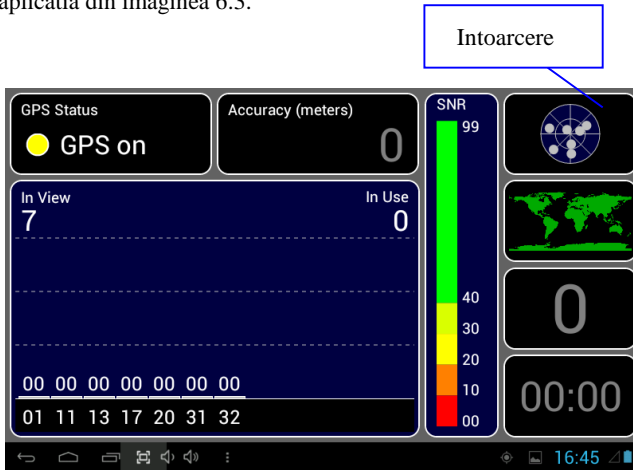 aplicatia din imaginea 6.3.
Intoarcere
GPS Status
GPS on
Accuracy (meters)
0
SNR
99
40
30
20
10
00
In View
7
In Use
0
00 00 00 00 00 00 00
01 11 13 17 20 31 32
0
00:00
16:45